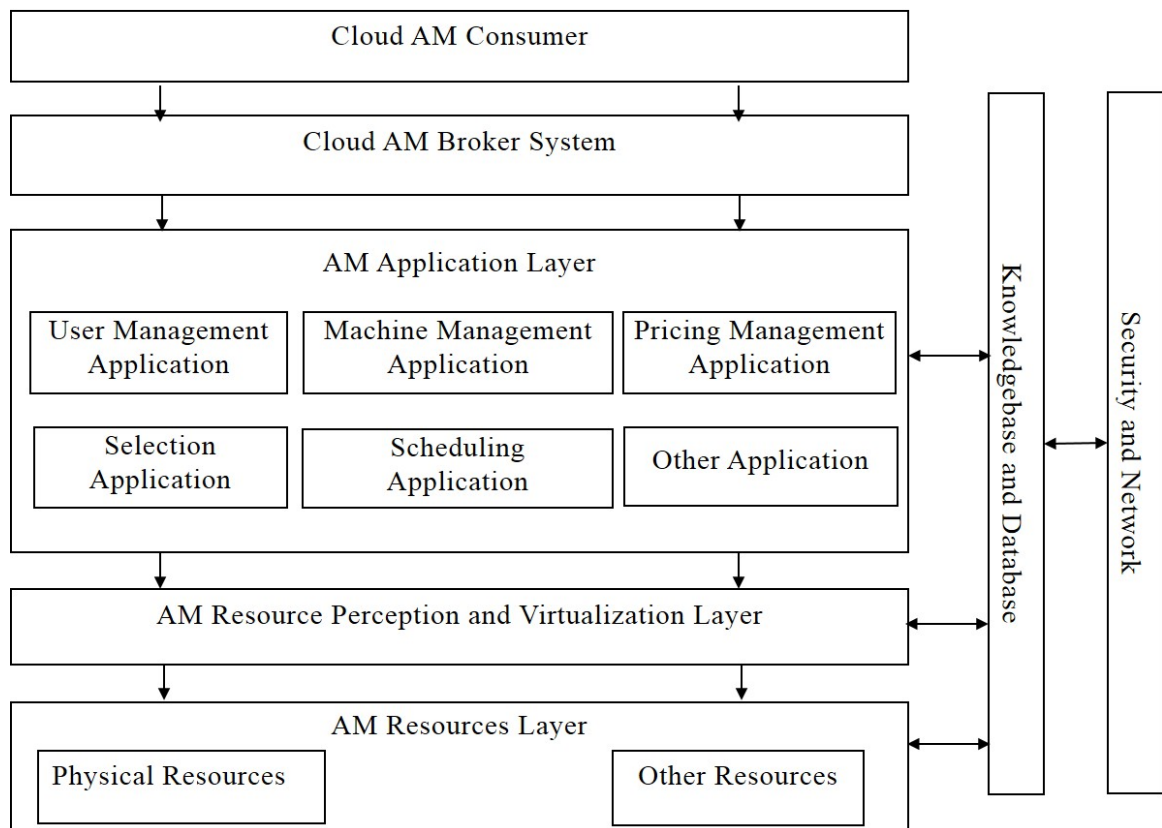 Cloud AM Consumer
Cloud AM Broker System
AM Application Layer
User Management
Application
Machine Management
Application
Pricing Management
Application
Selection
Application
Scheduling
Application
Other Application
AM Resource Perception and Virtualization Layer
AM Resources Layer
Physical Resources
Other Resources
Knowledgebase and Database
Security and Network